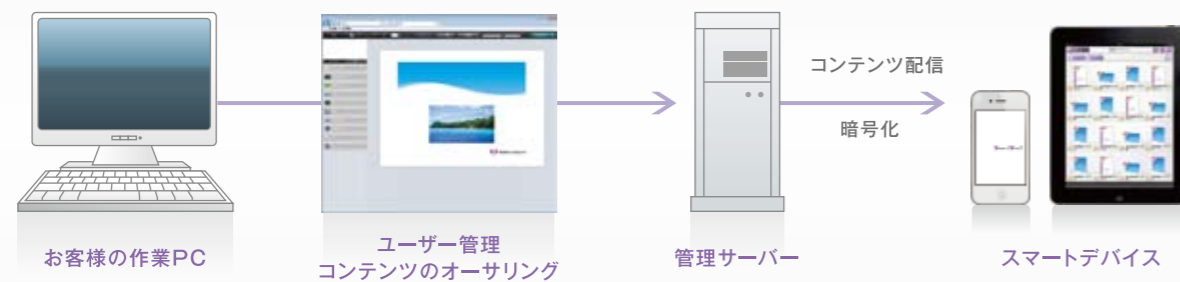 コンテンツ配信
暗号化
お客様の作業PC
ユーザー管理
コンテンツのオーサリング
管理サーバー
スマートデバイス